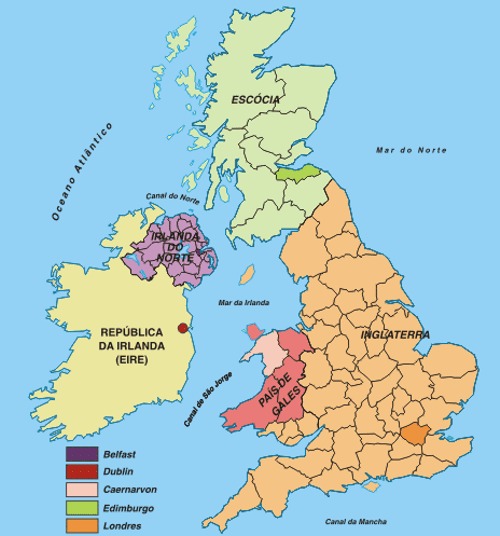 ESCÓCIA
Oceano Atlântico
Mar do Norte
Canal do Norte
IRLANDA
DO
NORTE
Mar da Irlanda
INGLATERRA
REPÚBLICA
DA IRLANDA
(EIRE)
Canal de São Jorge
PAÍS DE
GALES
Belfast
Dublin
Caernarvon
Edimburgo
Londres
Canal da Mancha